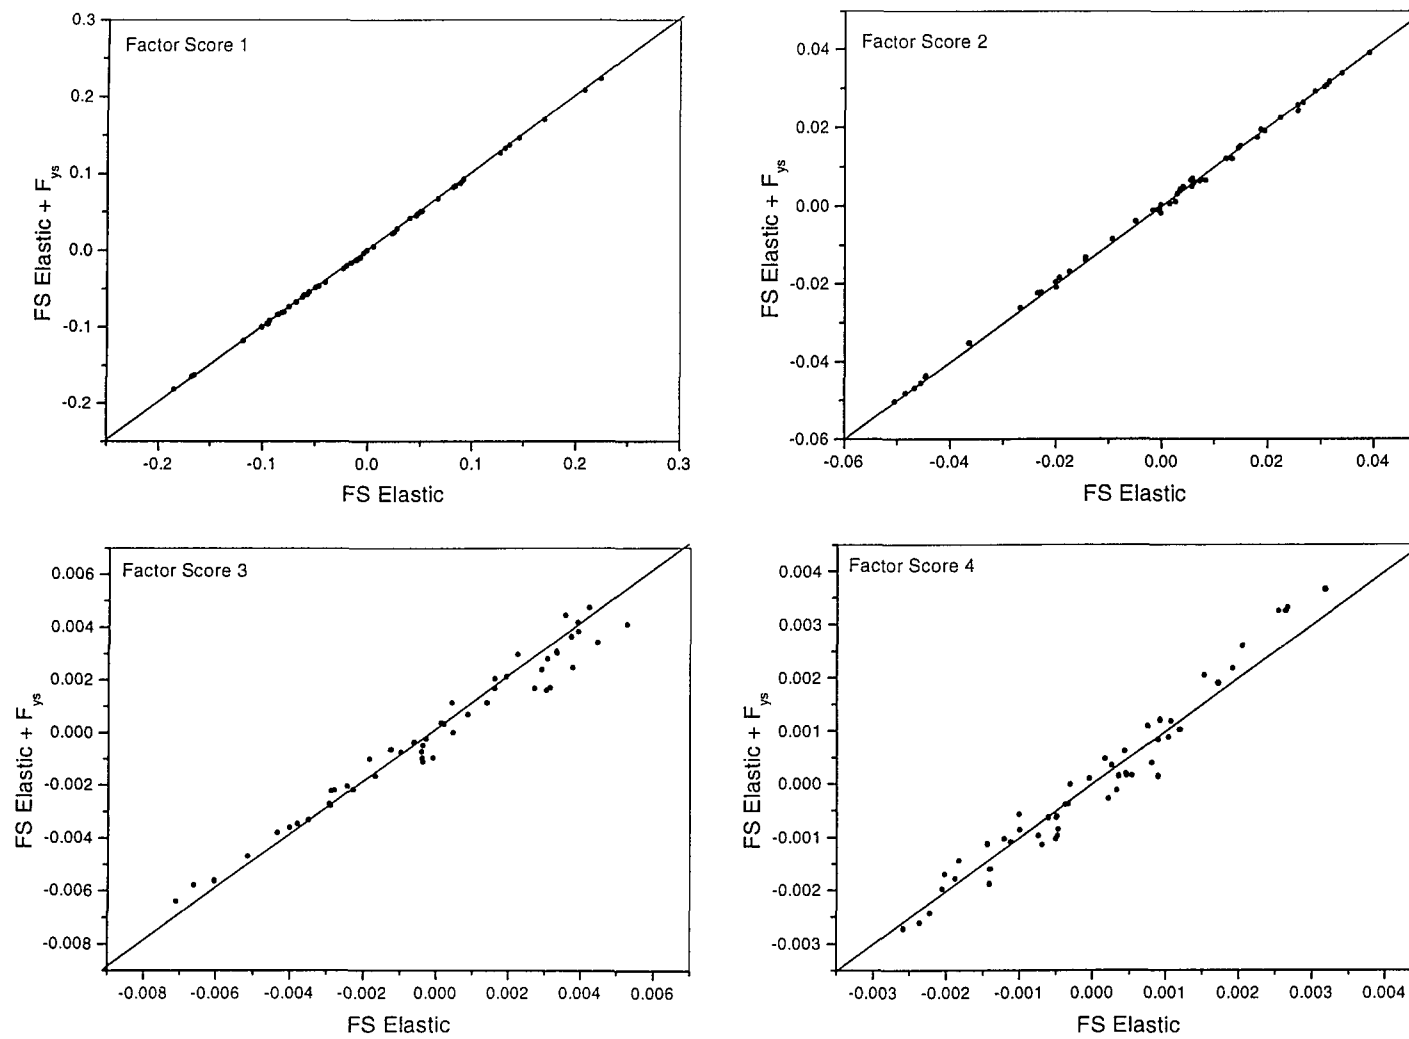 Factor Score 1
0.3
0.2
0.1
0.0
-0.1
-0.2
FS Elastic + Fys
-0.2 -0.1 0.0 0.1 0.2 0.3
FS Elastic
Factor Score 2
0.04
0.02
0.00
-0.02
-0.04
-0.06
FS Elastic + Fys
-0.06 -0.04 -0.02 0.00 0.02 0.04
FS Elastic
Factor Score 3
0.006
0.004
0.002
0.000
-0.002
-0.004
-0.006
-0.008
FS Elastic + Fys
-0.008 -0.006 -0.004 -0.002 0.000 0.002 0.004 0.006
FS Elastic
Factor Score 4
0.004
0.003
0.002
0.001
0.000
-0.001
-0.002
-0.003
FS Elastic + Fys
-0.003 -0.002 -0.001 0.000 0.001 0.002 0.003 0.004
FS Elastic